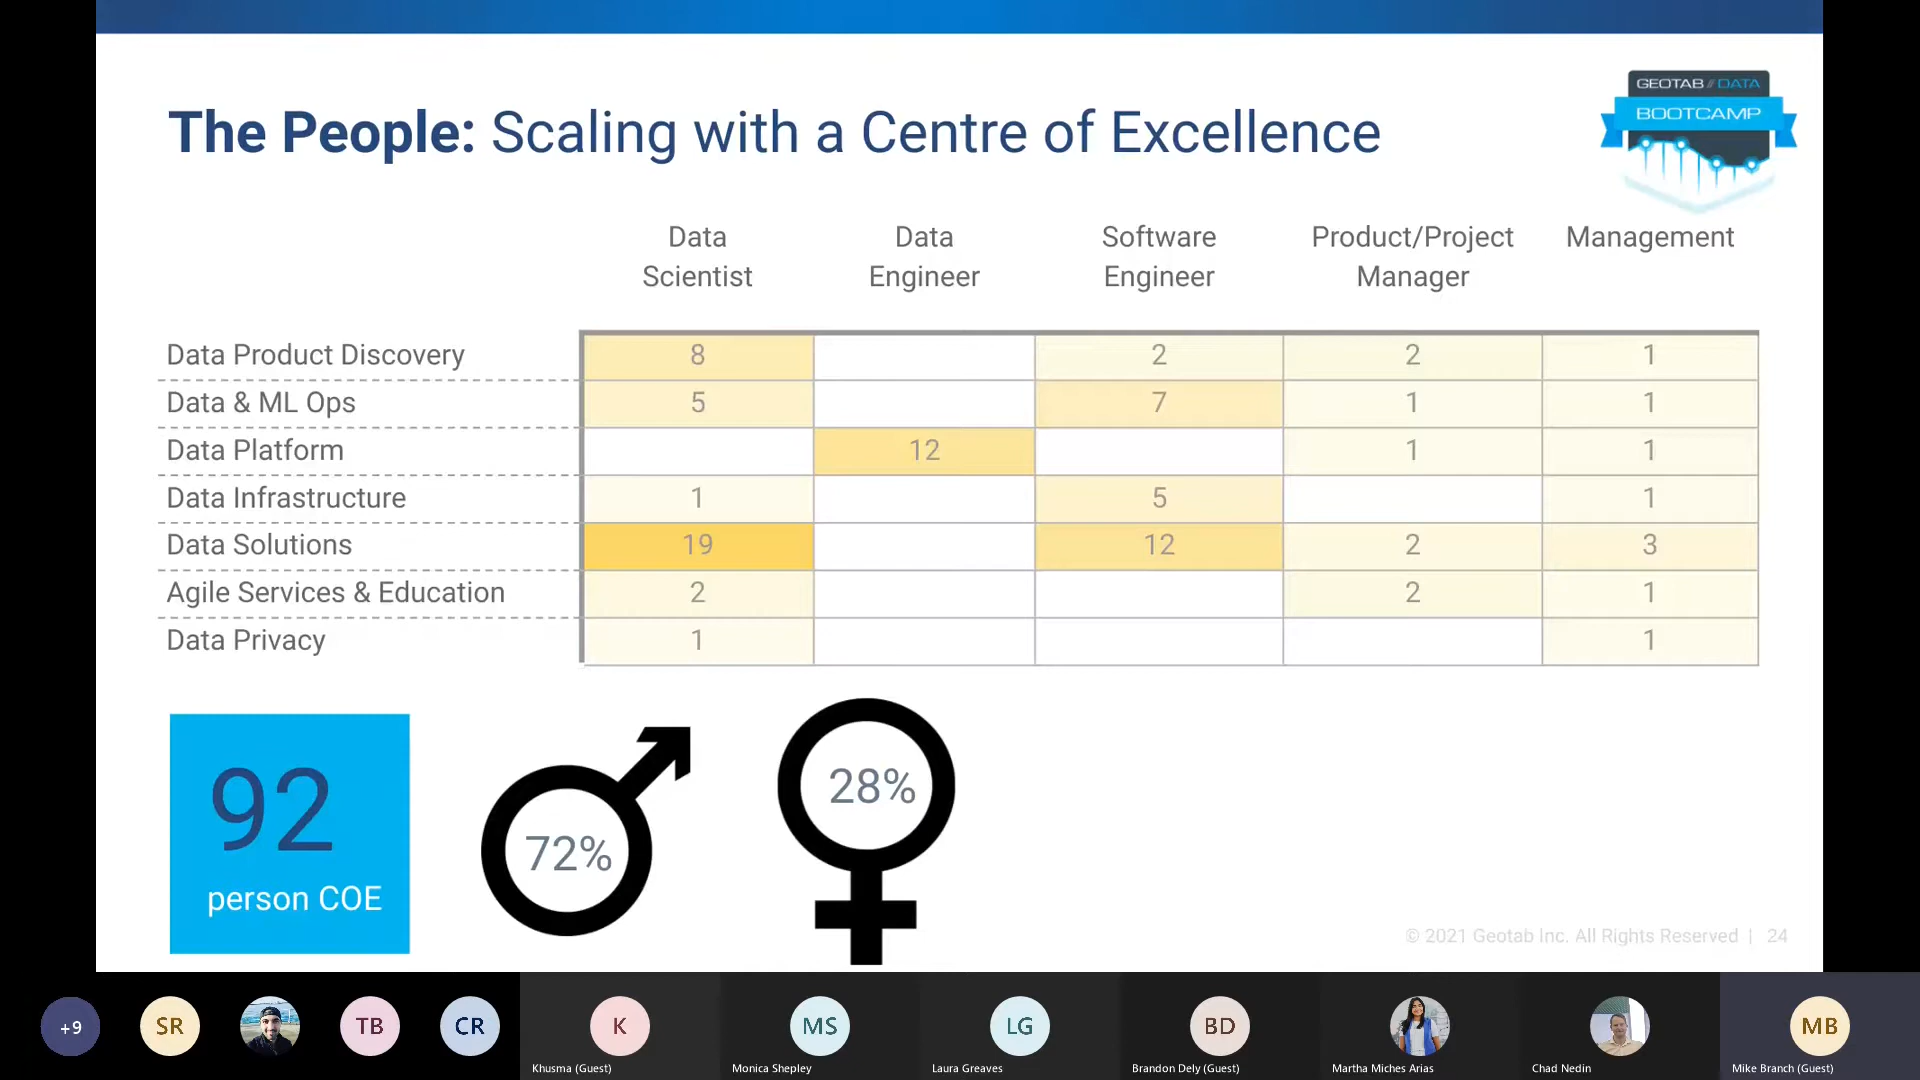 GEOTAB // DATA
BOOTCAMP
The People: Scaling with a Centre of Excellence
Data Scientist
Data Engineer
Software Engineer
Product/Project Manager
Management
Data Product Discovery 8 2 2 1
Data & ML Ops 5 7 1 1
Data Platform 12 1 1
Data Infrastructure 1 5 1
Data Solutions 19 12 2 3
Agile Services & Education 2 2 1
Data Privacy 1 1
92
person COE
72%
28%
© 2021 Geotab Inc. All Rights Reserved | 24
+9
SR
TB
CR
K
MS
LG
BD
MB
Khusma (Guest)
Monica Shepley
Laura Greaves
Brandon Dely (Guest)
Martha Miches Arias
Chad Nedin
Mike Branch (Guest)